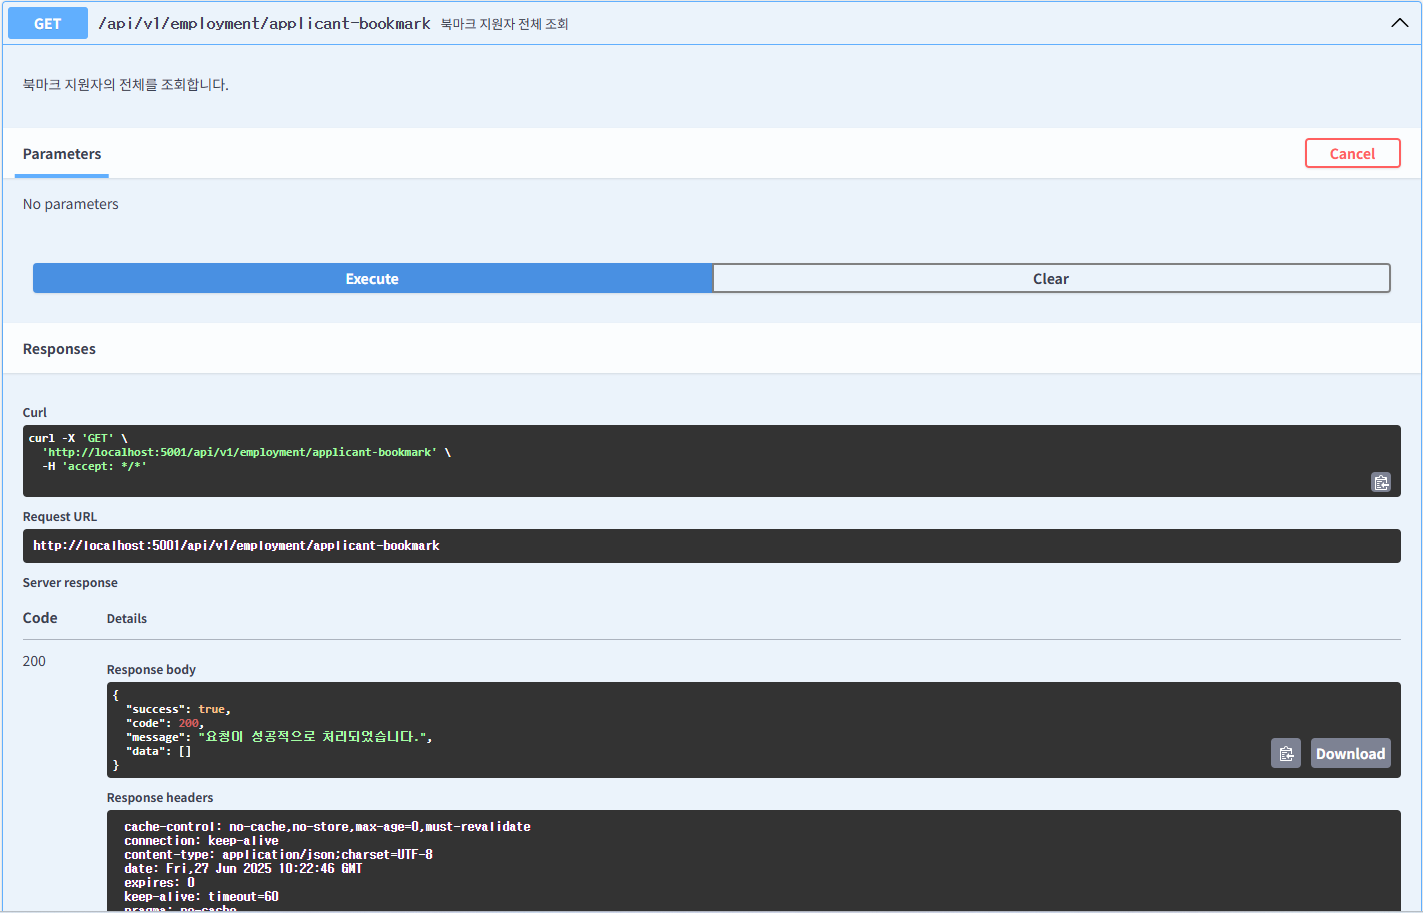 GET /api/v1/employment/applicant-bookmark 북마크 지원자 전체 조회
북마크 지원자의 전체를 조회합니다.
Parameters
Cancel
No parameters
Execute
Clear
Responses
Curl
curl -X 'GET' \
  'http://localhost:5001/api/v1/employment/applicant-bookmark' \
  -H 'accept: */*'
Request URL
http://localhost:5001/api/v1/employment/applicant-bookmark
Server response
Code Details
200
Response body
{
  "success": true,
  "code": 200,
  "message": "요청이 성공적으로 처리되었습니다.",
  "data": []
}
Download
Response headers
cache-control: no-cache,no-store,max-age=0,must-revalidate
connection: keep-alive
content-type: application/json;charset=UTF-8
date: Fri,27 Jun 2025 10:22:46 GMT
expires: 0
keep-alive: timeout=60
pragma: no-cache